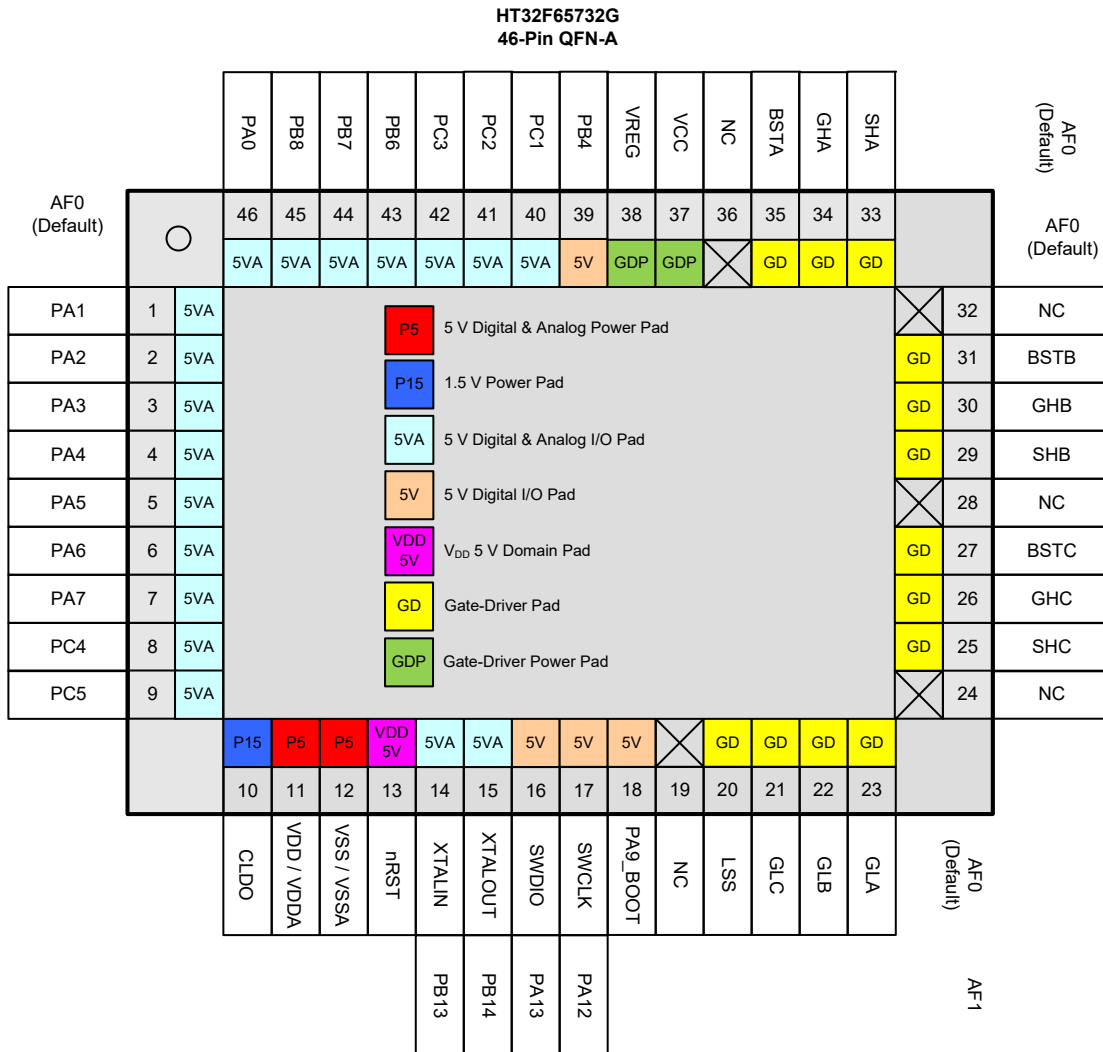 HT32F65732G
46-Pin QFN-A
PA0 PB8 PB7 PB6 PC3 PC2 PC1 PB4 VREG VCC NC BSTA GHA SHA
AF0
(Default)
AF0
(Default)
46 45 44 43 42 41 40 39 38 37 36 35 34 33
AF0
(Default)
5VA 5VA 5VA 5VA 5VA 5VA 5VA 5V GDP GDP GD GD GD
PA1 1 5VA
32 NC
PA2 2 5VA
GD 31 BSTB
PA3 3 5VA
GD 30 GHB
PA4 4 5VA
GD 29 SHB
PA5 5 5VA
28 NC
PA6 6 5VA
GD 27 BSTC
PA7 7 5VA
GD 26 GHC
PC4 8 5VA
GD 25 SHC
PC5 9 5VA
24 NC
P5 5 V Digital & Analog Power Pad
P15 1.5 V Power Pad
5VA 5 V Digital & Analog I/O Pad
5V 5 V Digital I/O Pad
VDD
5V
VDD 5 V Domain Pad
GD Gate-Driver Pad
GDP Gate-Driver Power Pad
P15 P5 P5 VDD 5V 5VA 5VA 5V 5V 5V GD GD GD GD
10 11 12 13 14 15 16 17 18 19 20 21 22 23
CLDO VDD / VDDA VSS / VSSA nRST XTALIN XTALOUT SWDIO SWCLK PA9_BOOT NC LSS GLC GLB GLA
AF0
(Default)
PB13 PB14 PA13 PA12
AF1